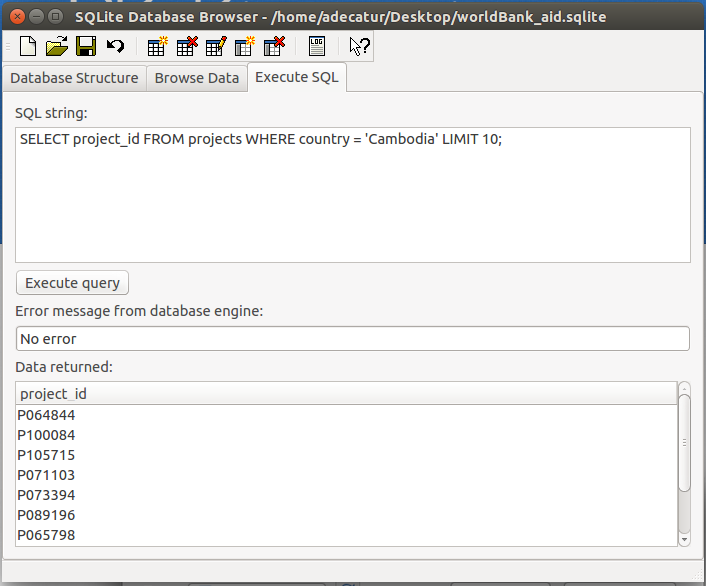 SQLite Database Browser - /home/adecatur/Desktop/worldBank_aid.sqlite
LOG
Database Structure Browse Data Execute SQL
SQL string:
SELECT project_id FROM projects WHERE country = 'Cambodia' LIMIT 10;
Execute query
Error message from database engine:
No error
Data returned:
project_id
P064844
P100084
P105715
P071103
P073394
P089196
P065798